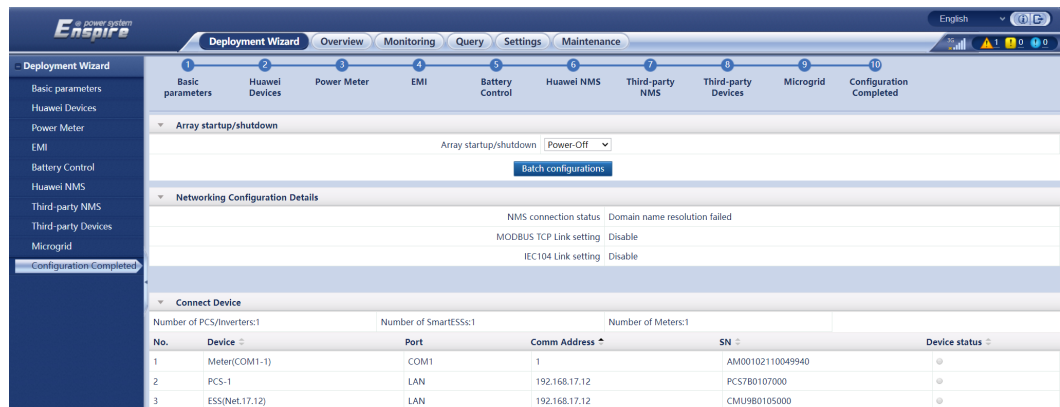 English
Enspire e power system
Deployment Wizard Overview Monitoring Query Settings Maintenance
3G 1 0 0
Deployment Wizard
Basic parameters
Huawei Devices
Power Meter
EMI
Battery Control
Huawei NMS
Third-party NMS
Third-party Devices
Microgrid
Configuration Completed
1 2 3 4 5 6 7 8 9 10
Basic parameters
Huawei Devices
Power Meter
EMI
Battery Control
Huawei NMS
Third-party NMS
Third-party Devices
Microgrid
Configuration Completed
Array startup/shutdown
Array startup/shutdown Power-Off
Batch configurations
Networking Configuration Details
NMS connection status Domain name resolution failed
MODBUS TCP Link setting Disable
IEC104 Link setting Disable
Connect Device
Number of PCS/Inverters:1 Number of SmartESSs:1 Number of Meters:1
No. Device Port Comm Address SN Device status
1 Meter(COM1-1) COM1 1 AM00102110049940
2 PCS-1 LAN 192.168.17.12 PCS7B0107000
3 ESS(Net.17.12) LAN 192.168.17.12 CMU9B0105000